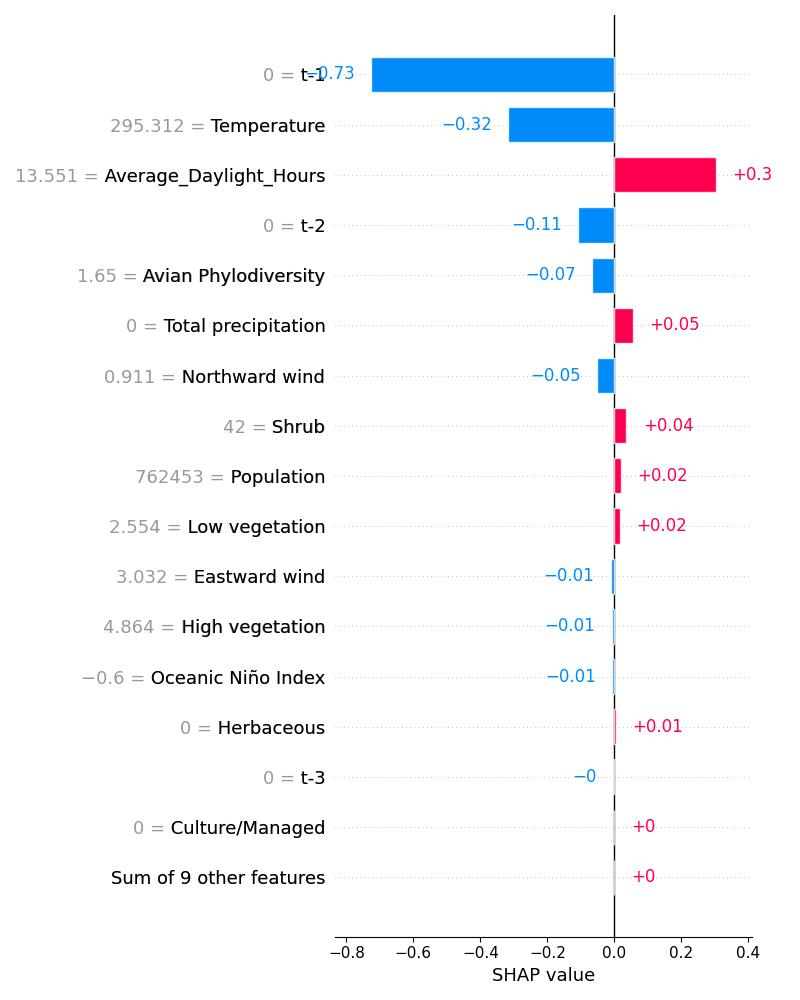 0 = t-1 −0.73
295.312 = Temperature −0.32
13.551 = Average_Daylight_Hours +0.3
0 = t-2 −0.11
1.65 = Avian Phylodiversity −0.07
0 = Total precipitation +0.05
0.911 = Northward wind −0.05
42 = Shrub +0.04
762453 = Population +0.02
2.554 = Low vegetation +0.02
3.032 = Eastward wind −0.01
4.864 = High vegetation −0.01
−0.6 = Oceanic Niño Index −0.01
0 = Herbaceous +0.01
0 = t-3 −0
0 = Culture/Managed +0
Sum of 9 other features +0
−0.8 −0.6 −0.4 −0.2 0.0 0.2 0.4
SHAP value